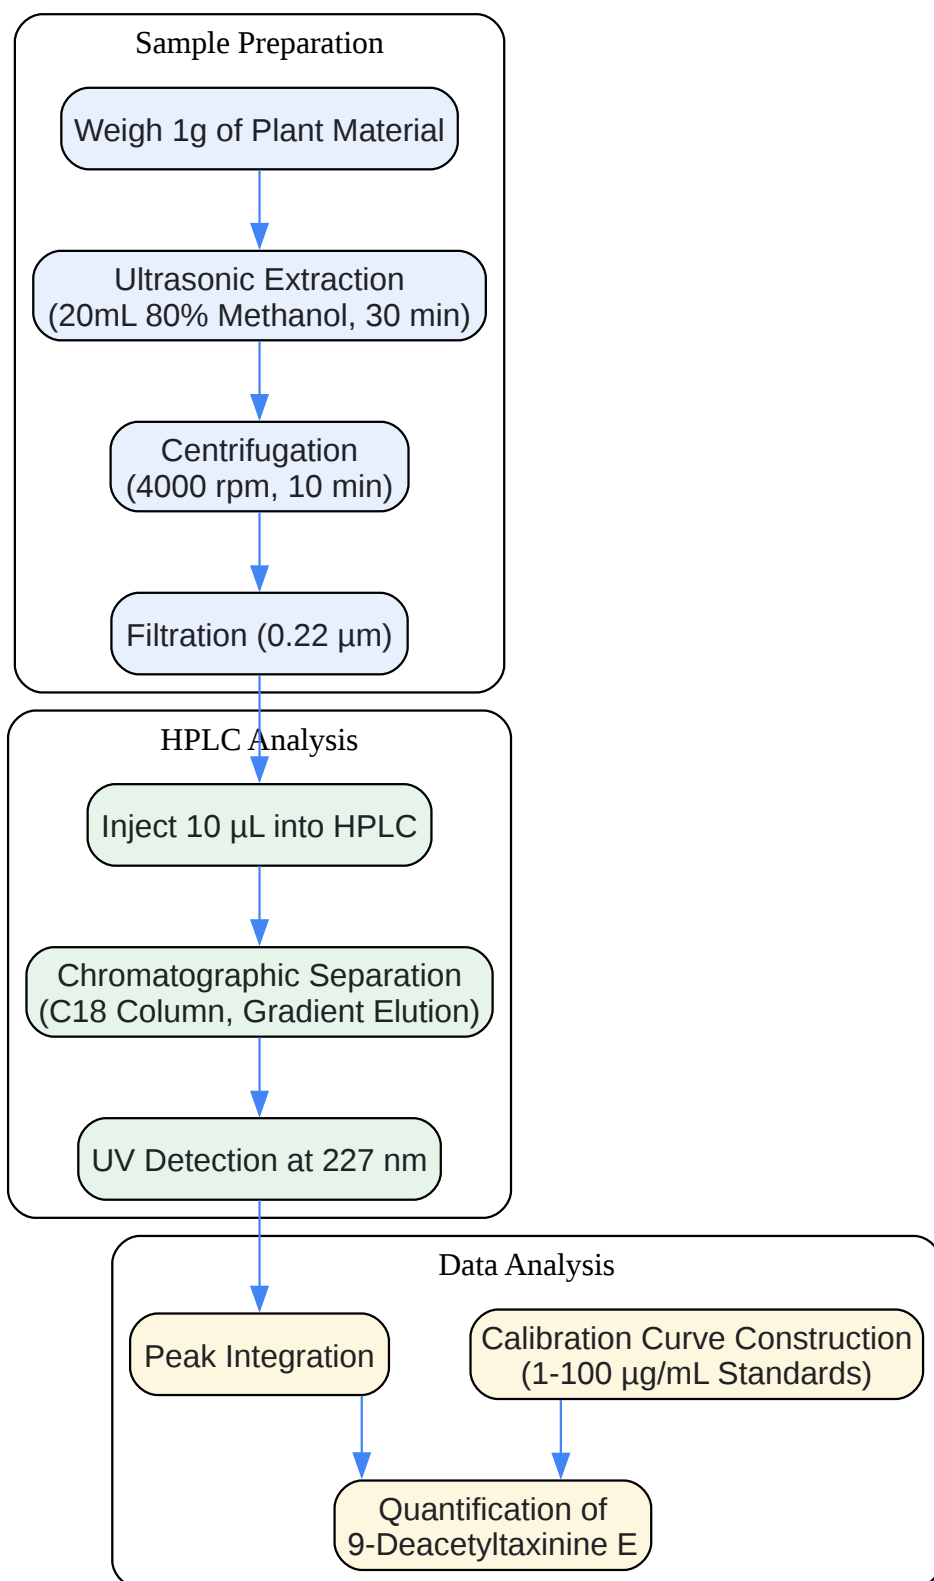 Sample Preparation
Weigh 1g of Plant Material
Ultrasonic Extraction
(20mL 80% Methanol, 30 min)
Centrifugation
(4000 rpm, 10 min)
Filtration (0.22 µm)
HPLC Analysis
Inject 10 µL into HPLC
Chromatographic Separation
(C18 Column, Gradient Elution)
UV Detection at 227 nm
Data Analysis
Peak Integration
Calibration Curve Construction
(1-100 µg/mL Standards)
Quantification of
9-Deacetyltaxinine E